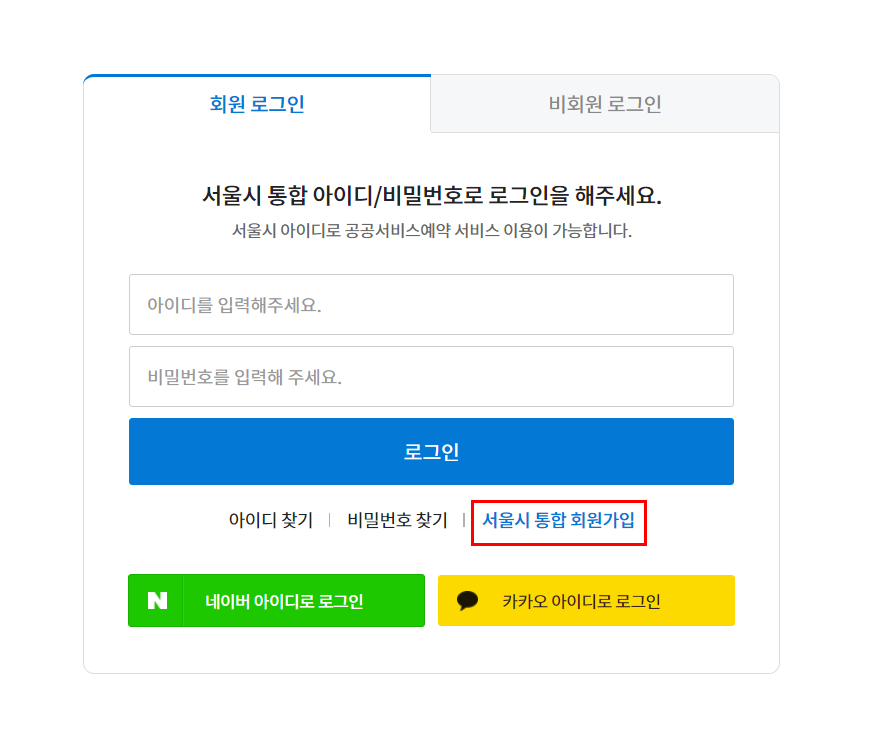 회원 로그인
비회원 로그인
서울시 통합 아이디/비밀번호로 로그인을 해주세요.
서울시 아이디로 공공서비스예약 서비스 이용이 가능합니다.
아이디를 입력해주세요.
비밀번호를 입력해 주세요.
로그인
아이디 찾기 | 비밀번호 찾기 | 서울시 통합 회원가입
N 네이버 아이디로 로그인
카카오 아이디로 로그인